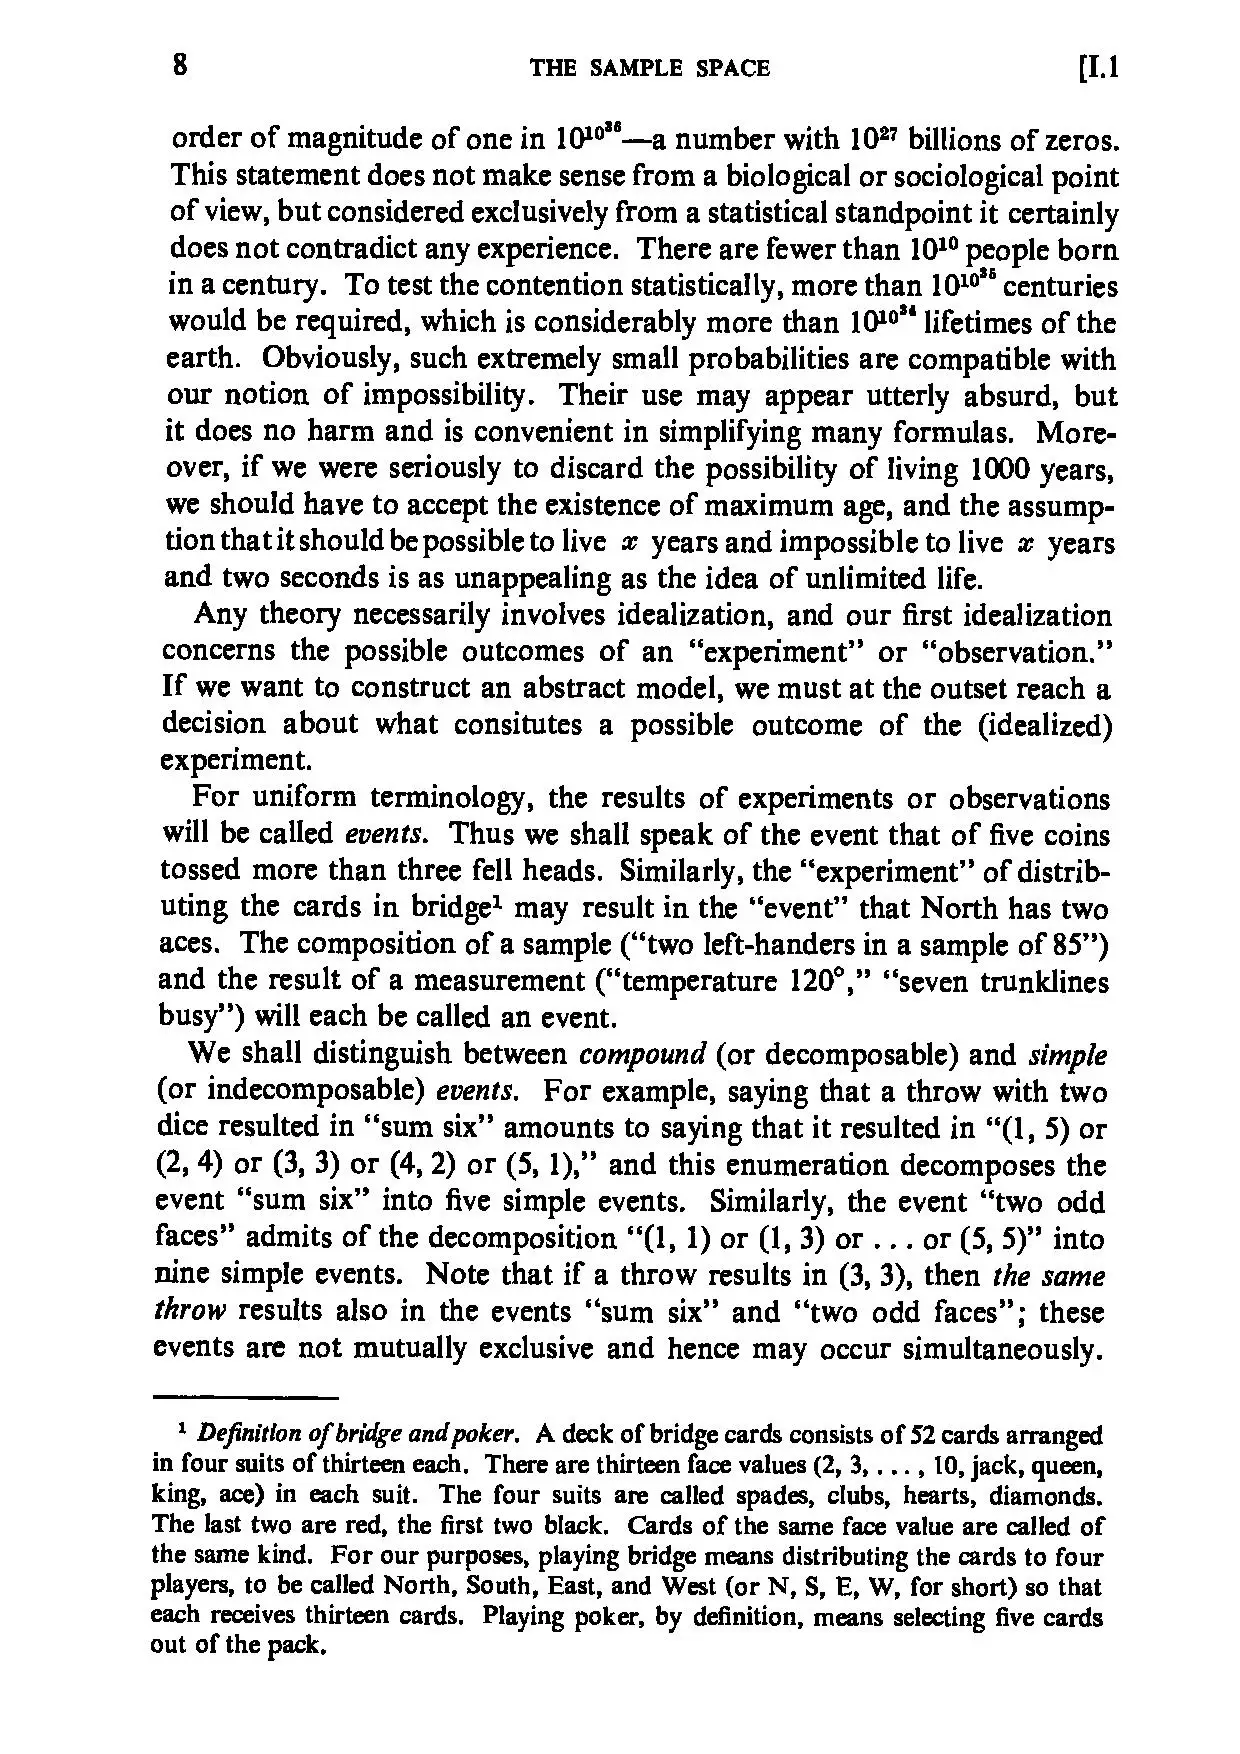 8 THE SAMPLE SPACE [I.1
order of magnitude of one in 10^10^36—a number with 10²⁷ billions of zeros.
This statement does not make sense from a biological or sociological point
of view, but considered exclusively from a statistical standpoint it certainly
does not contradict any experience. There are fewer than 10¹⁰ people born
in a century. To test the contention statistically, more than 10^10^35 centuries
would be required, which is considerably more than 10^10^34 lifetimes of the
earth. Obviously, such extremely small probabilities are compatible with
our notion of impossibility. Their use may appear utterly absurd, but
it does no harm and is convenient in simplifying many formulas. More-
over, if we were seriously to discard the possibility of living 1000 years,
we should have to accept the existence of maximum age, and the assump-
tion that it should be possible to live x years and impossible to live x years
and two seconds is as unappealing as the idea of unlimited life.
Any theory necessarily involves idealization, and our first idealization
concerns the possible outcomes of an “experiment” or “observation.”
If we want to construct an abstract model, we must at the outset reach a
decision about what consitutes a possible outcome of the (idealized)
experiment.
For uniform terminology, the results of experiments or observations
will be called events. Thus we shall speak of the event that of five coins
tossed more than three fell heads. Similarly, the “experiment” of distrib-
uting the cards in bridge¹ may result in the “event” that North has two
aces. The composition of a sample (“two left-handers in a sample of 85”)
and the result of a measurement (“temperature 120°,” “seven trunklines
busy”) will each be called an event.
We shall distinguish between compound (or decomposable) and simple
(or indecomposable) events. For example, saying that a throw with two
dice resulted in “sum six” amounts to saying that it resulted in “(1, 5) or
(2, 4) or (3, 3) or (4, 2) or (5, 1),” and this enumeration decomposes the
event “sum six” into five simple events. Similarly, the event “two odd
faces” admits of the decomposition “(1, 1) or (1, 3) or . . . or (5, 5)” into
nine simple events. Note that if a throw results in (3, 3), then the same
throw results also in the events “sum six” and “two odd faces”; these
events are not mutually exclusive and hence may occur simultaneously.
¹ Definition of bridge and poker. A deck of bridge cards consists of 52 cards arranged
in four suits of thirteen each. There are thirteen face values (2, 3, . . . , 10, jack, queen,
king, ace) in each suit. The four suits are called spades, clubs, hearts, diamonds.
The last two are red, the first two black. Cards of the same face value are called of
the same kind. For our purposes, playing bridge means distributing the cards to four
players, to be called North, South, East, and West (or N, S, E, W, for short) so that
each receives thirteen cards. Playing poker, by definition, means selecting five cards
out of the pack.